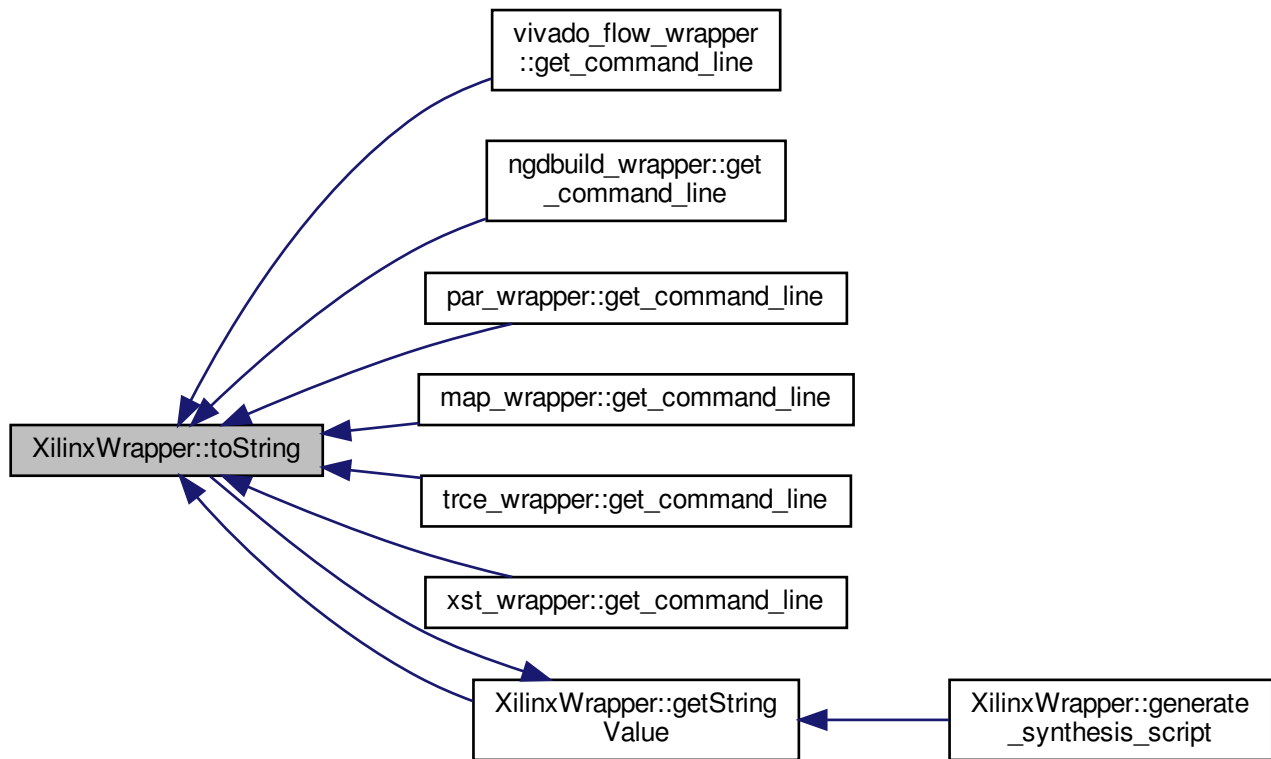 vivado_flow_wrapper
::get_command_line
ngdbuild_wrapper::get
_command_line
par_wrapper::get_command_line
map_wrapper::get_command_line
XilinxWrapper::toString
trce_wrapper::get_command_line
xst_wrapper::get_command_line
XilinxWrapper::getString
Value
XilinxWrapper::generate
_synthesis_script